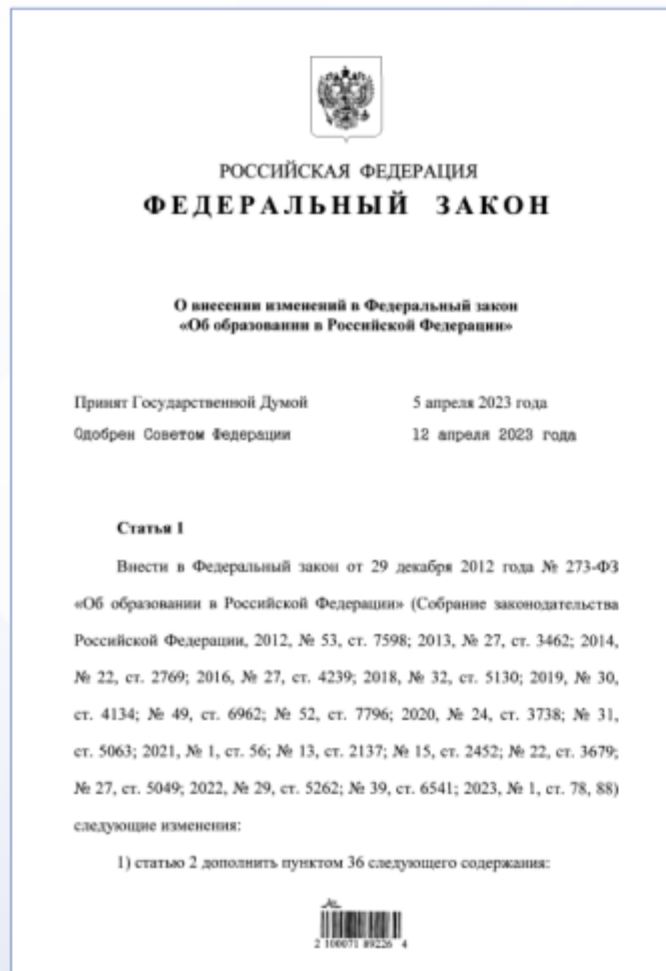 РОССИЙСКАЯ ФЕДЕРАЦИЯ
ФЕДЕРАЛЬНЫЙ ЗАКОН
О внесении изменений в Федеральный закон
«Об образовании в Российской Федерации»
Принят Государственной Думой 5 апреля 2023 года
Одобрен Советом Федерации 12 апреля 2023 года
Статья 1
Внести в Федеральный закон от 29 декабря 2012 года № 273-ФЗ
«Об образовании в Российской Федерации» (Собрание законодательства
Российской Федерации, 2012, № 53, ст. 7598; 2013, № 27, ст. 3462; 2014,
№ 22, ст. 2769; 2016, № 27, ст. 4239; 2018, № 32, ст. 5130; 2019, № 30,
ст. 4134; № 49, ст. 6962; № 52, ст. 7796; 2020, № 24, ст. 3738; № 31,
ст. 5063; 2021, № 1, ст. 56; № 13, ст. 2137; № 15, ст. 2452; № 22, ст. 3679;
№ 27, ст. 5049; 2022, № 29, ст. 5262; № 39, ст. 6541; 2023, № 1, ст. 78, 88)
следующие изменения:
1) статью 2 дополнить пунктом 36 следующего содержания:
2 100071 89226 4